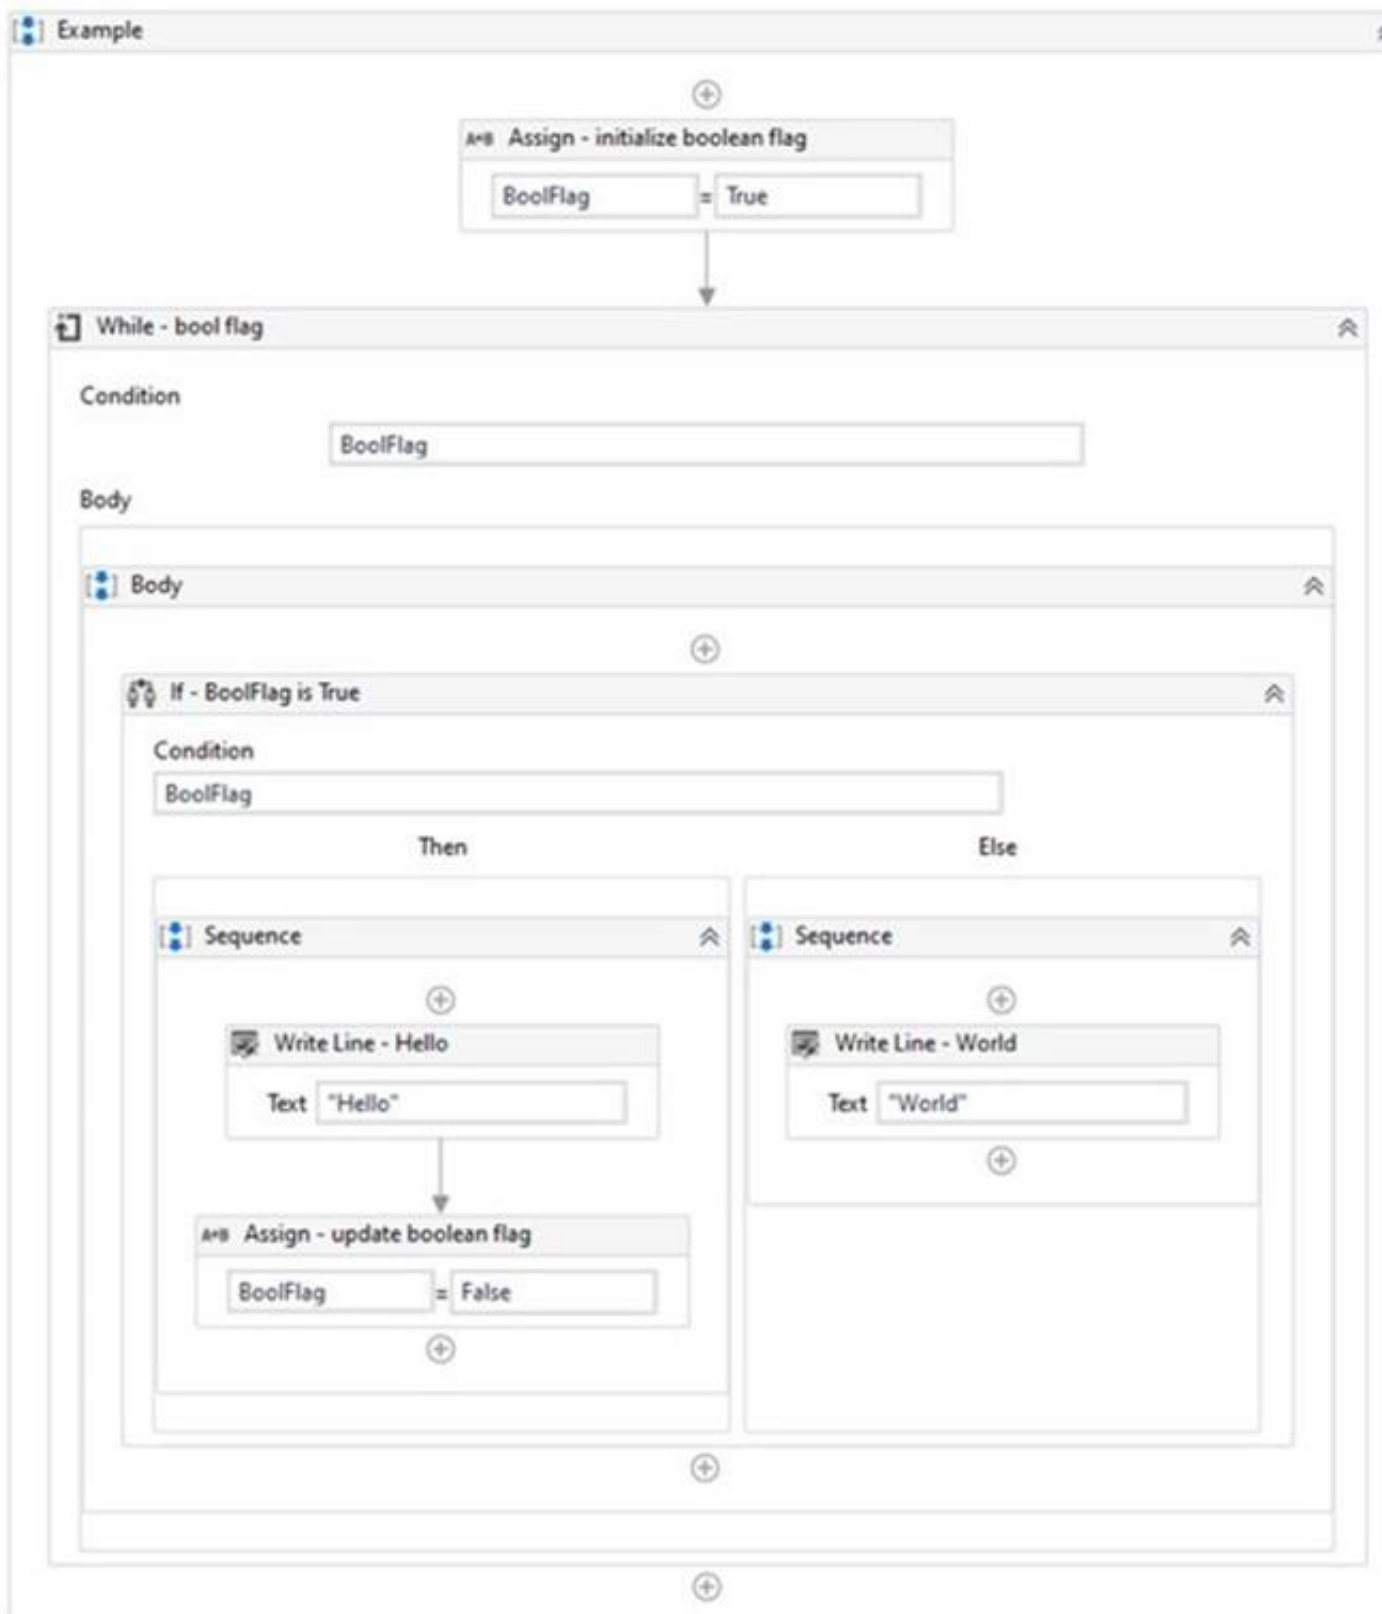 Example
A+B Assign - initialize boolean flag
BoolFlag = True
While - bool flag
Condition
BoolFlag
Body
Body
If - BoolFlag is True
Condition
BoolFlag
Then Else
Sequence Sequence
Write Line - Hello Write Line - World
Text "Hello" Text "World"
A+B Assign - update boolean flag
BoolFlag = False